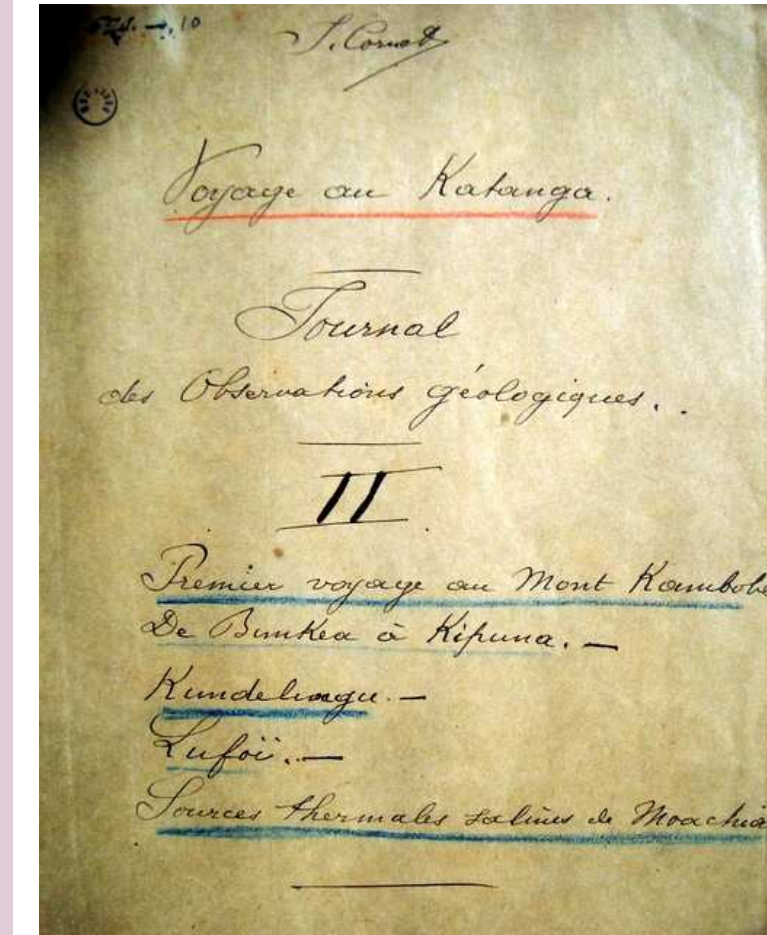 J. Cornet
Voyage au Katanga.
Journal
des Observations géologiques.
II
Premier voyage au Mont Kambobe
De Bunkea à Kipuna. —
Kundelungu. —
Lufoï. —
Sources thermales salines de Moachia